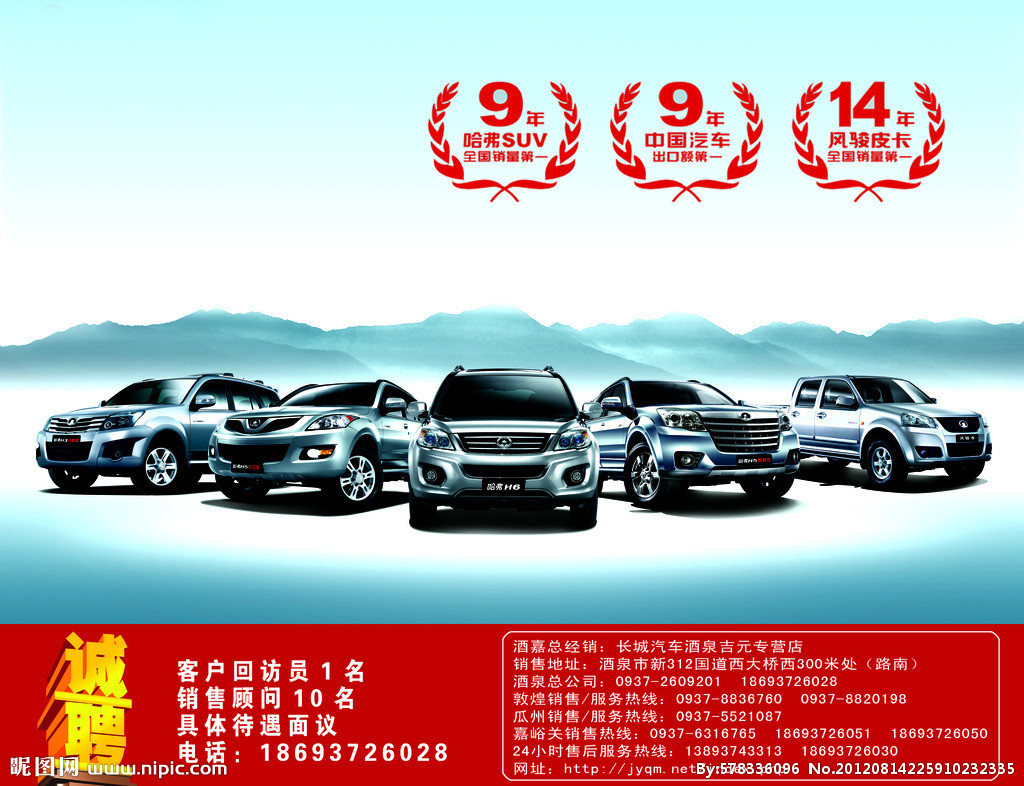 9年
哈弗SUV
全国销量第一
9年
中国汽车
出口额第一
14年
风骏皮卡
全国销量第一
哈弗H6
诚
聘
客户回访员 1 名
销售顾问 10 名
具体待遇面议
电话：18693726028
酒嘉总经销：长城汽车酒泉吉元专营店
销售地址：酒泉市新312国道西大桥西300米处（路南）
酒泉总公司：0937-2609201 18693726028
敦煌销售/服务热线：0937-8836760 0937-8820198
瓜州销售/服务热线：0937-5521087
嘉峪关销售热线：0937-6316765 18693726051 18693726050
24小时售后服务热线：13893743313 18693726030
网址：http://jyqm.net
昵图网 www.nipic.com
By:578336096 No.20120814225910232335